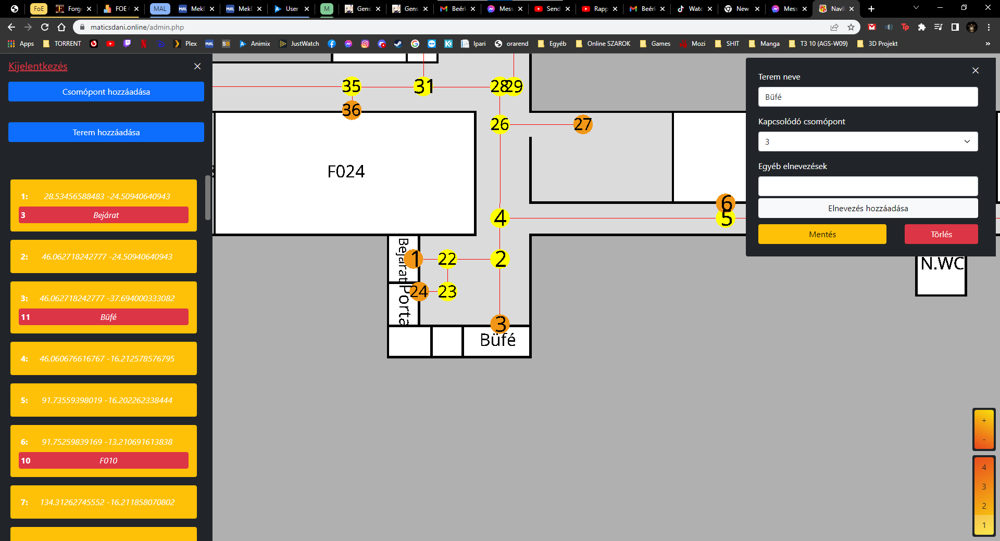 FoE
Forg
FOE
MAL
MekI
MekD
User
M
Gens
Gens
Beérl
Mess
Send
Rapp
Beérl
Watc
New
Mess
NavI
maticsdani.online/admin.php
Apps
TORRENT
Plex
MAL
SB
Animix
JustWatch
Ipari
orarend
Egyéb
Online SZAROK
Games
Mozi
SHIT
Manga
T3 10 (AGS-W09)
3D Projekt
»
Kijelentkezés
Csomópont hozzáadása
Terem hozzáadása
1: 28.53456588483 -24.50940640943
3 Bejárat
2: 46.062718242777 -24.50940640943
3: 46.062718242777 -37.694000333082
11 Büfé
4: 46.060676616767 -16.212578576795
5: 91.73559398019 -16.202262338444
6: 91.75259839169 -13.210691613838
10 F010
7: 134.31262745552 -16.211858070802
35
31
28
29
36
26
27
F024
6
4
5
Bejárat
1
22
2
24
23
Porta
3
Büfé
N.WC
Terem neve
Büfé
Kapcsolódó csomópont
3
Egyéb elnevezések
Elnevezés hozzáadása
Mentés
Törlés
+
-
4
3
2
1